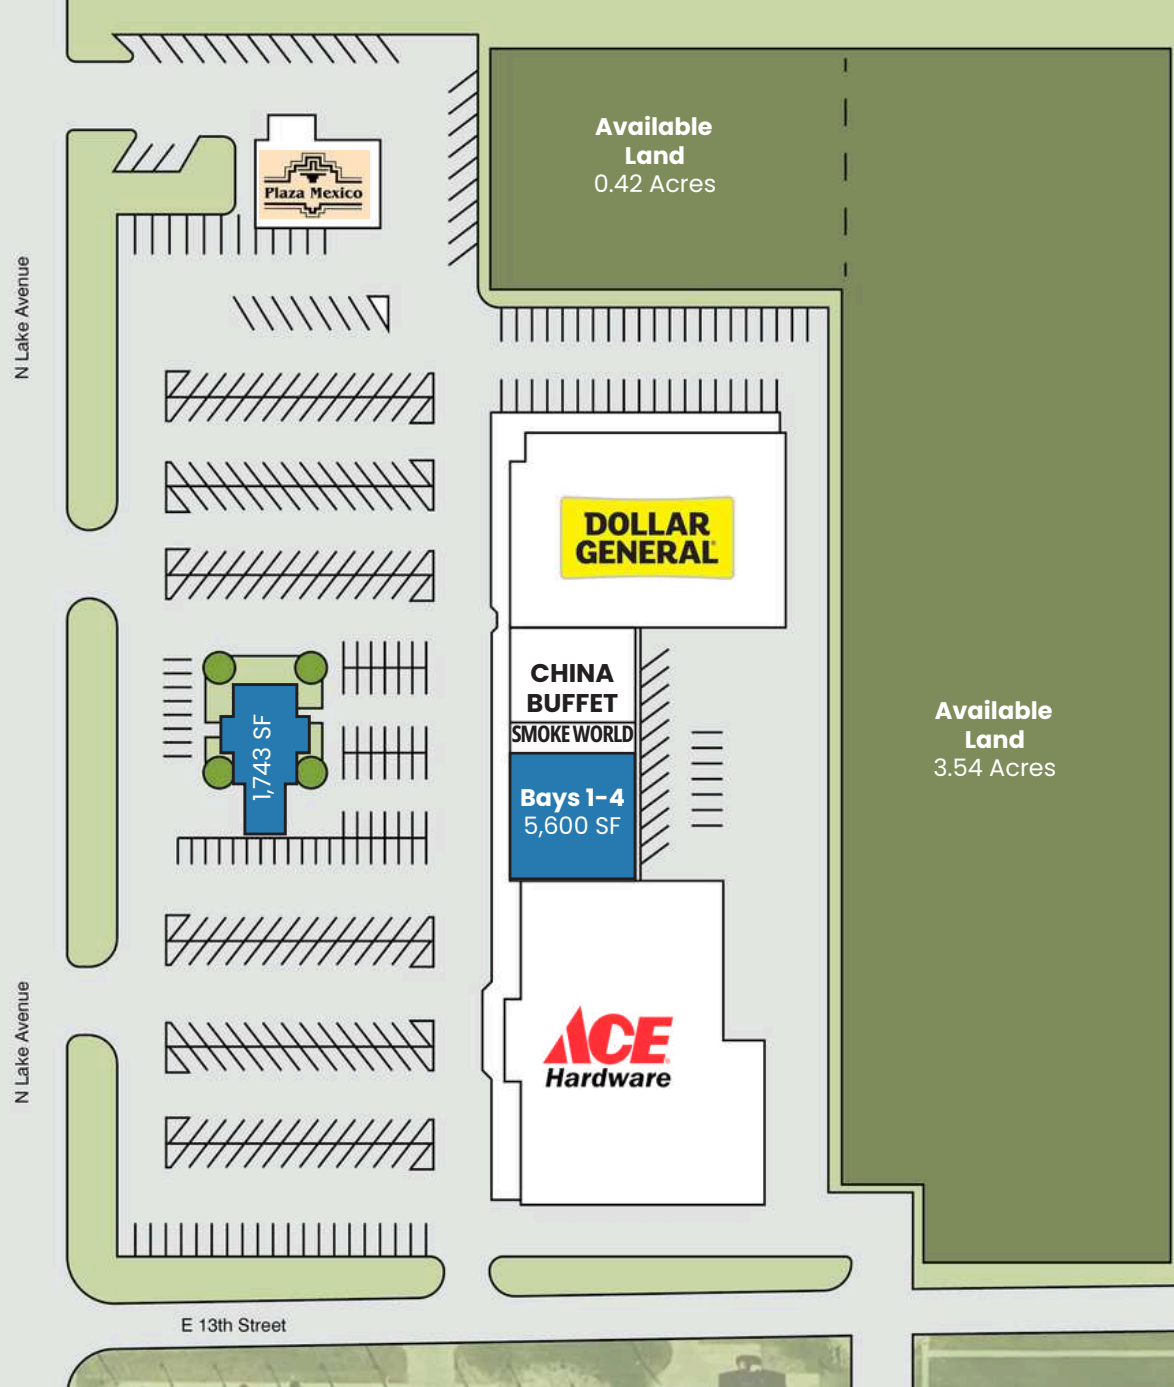 Available
Land
0.42 Acres
Plaza Mexico
N Lake Avenue
DOLLAR
GENERAL
CHINA
BUFFET
SMOKE WORLD
1,743 SF
Bays 1-4
5,600 SF
Available
Land
3.54 Acres
N Lake Avenue
ACE
Hardware
E 13th Street